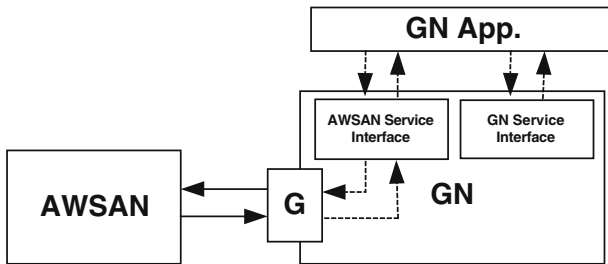 GN App.
AWSAN Service
Interface
GN Service
Interface
AWSAN
G
GN